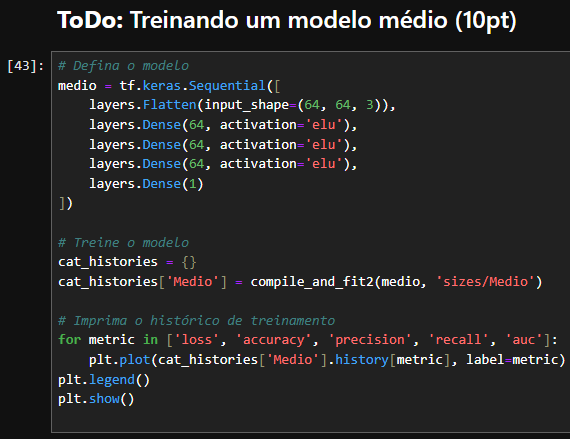 ToDo: Treinando um modelo médio (10pt)
[43]: # Defina o modelo
medio = tf.keras.Sequential([
    layers.Flatten(input_shape=(64, 64, 3)),
    layers.Dense(64, activation='elu'),
    layers.Dense(64, activation='elu'),
    layers.Dense(64, activation='elu'),
    layers.Dense(1)
])
# Treine o modelo
cat_histories = {}
cat_histories['Medio'] = compile_and_fit2(medio, 'sizes/Medio')
# Imprima o histórico de treinamento
for metric in ['loss', 'accuracy', 'precision', 'recall', 'auc']:
    plt.plot(cat_histories['Medio'].history[metric], label=metric)
plt.legend()
plt.show()